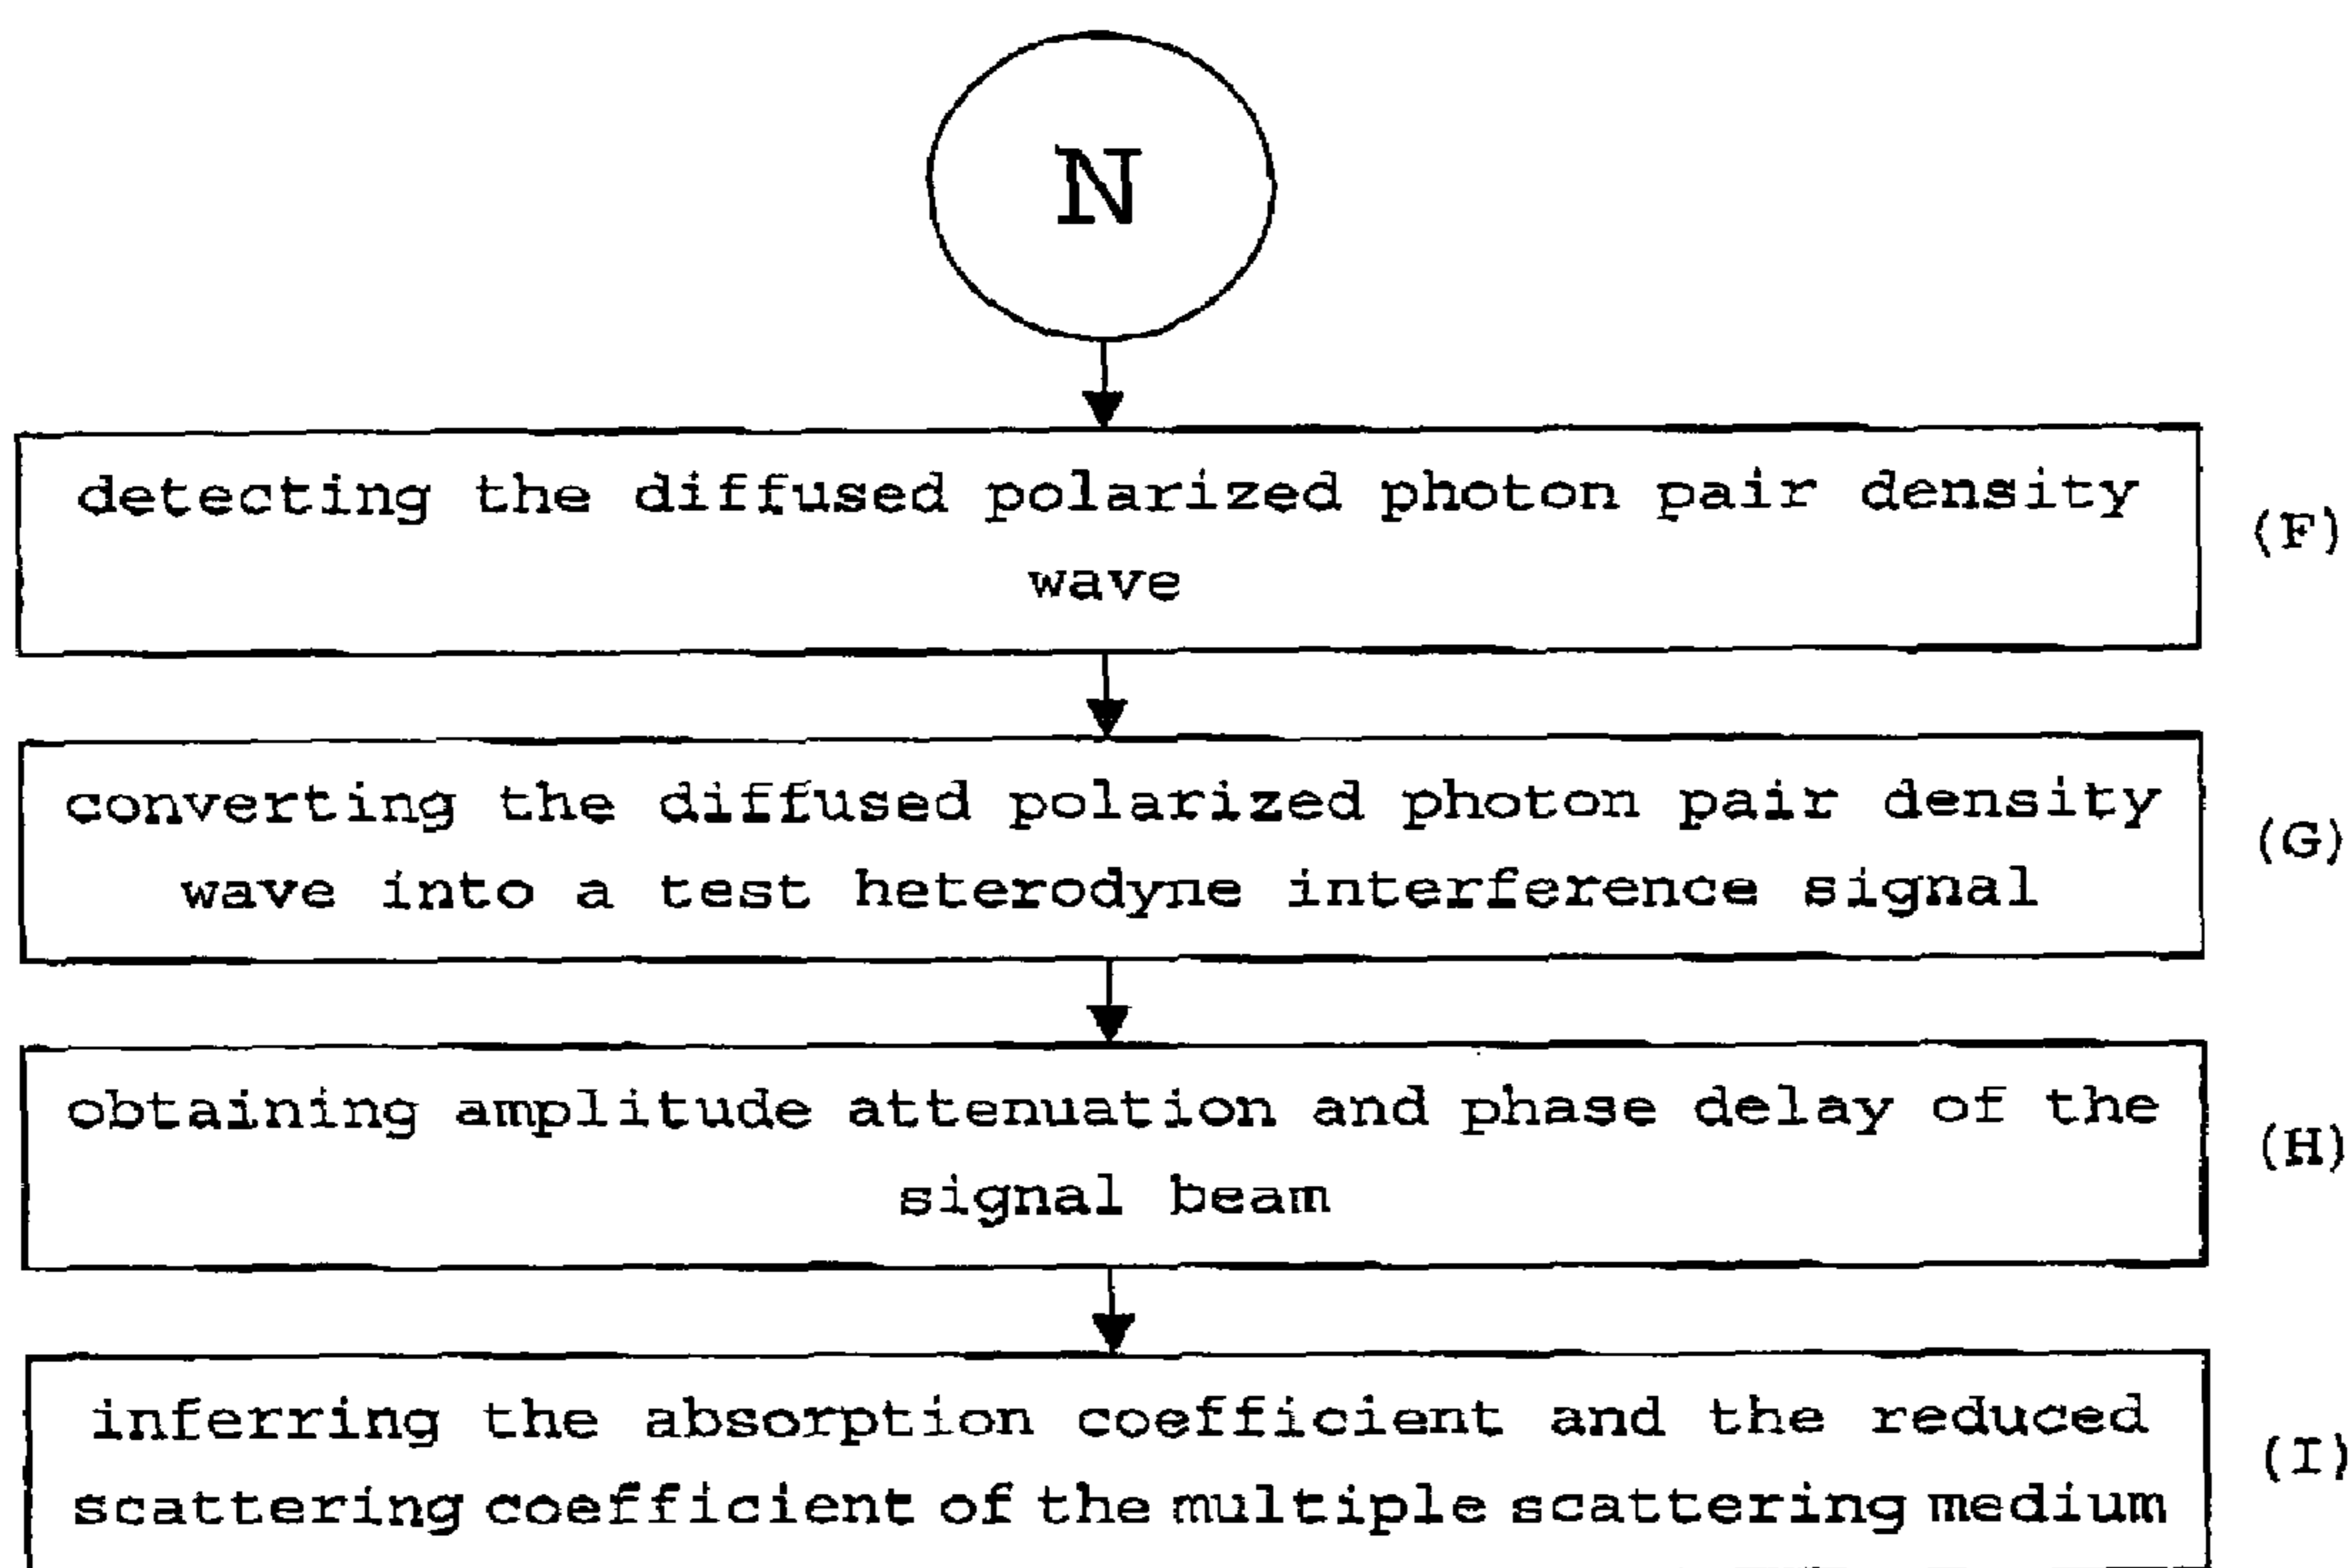 N
detecting the diffused polarized photon pair density
wave
(F)
converting the diffused polarized photon pair density
wave into a test heterodyne interference signal
(G)
obtaining amplitude attenuation and phase delay of the
signal beam
(H)
inferring the absorption coefficient and the reduced
scattering coefficient of the multiple scattering medium
(I)